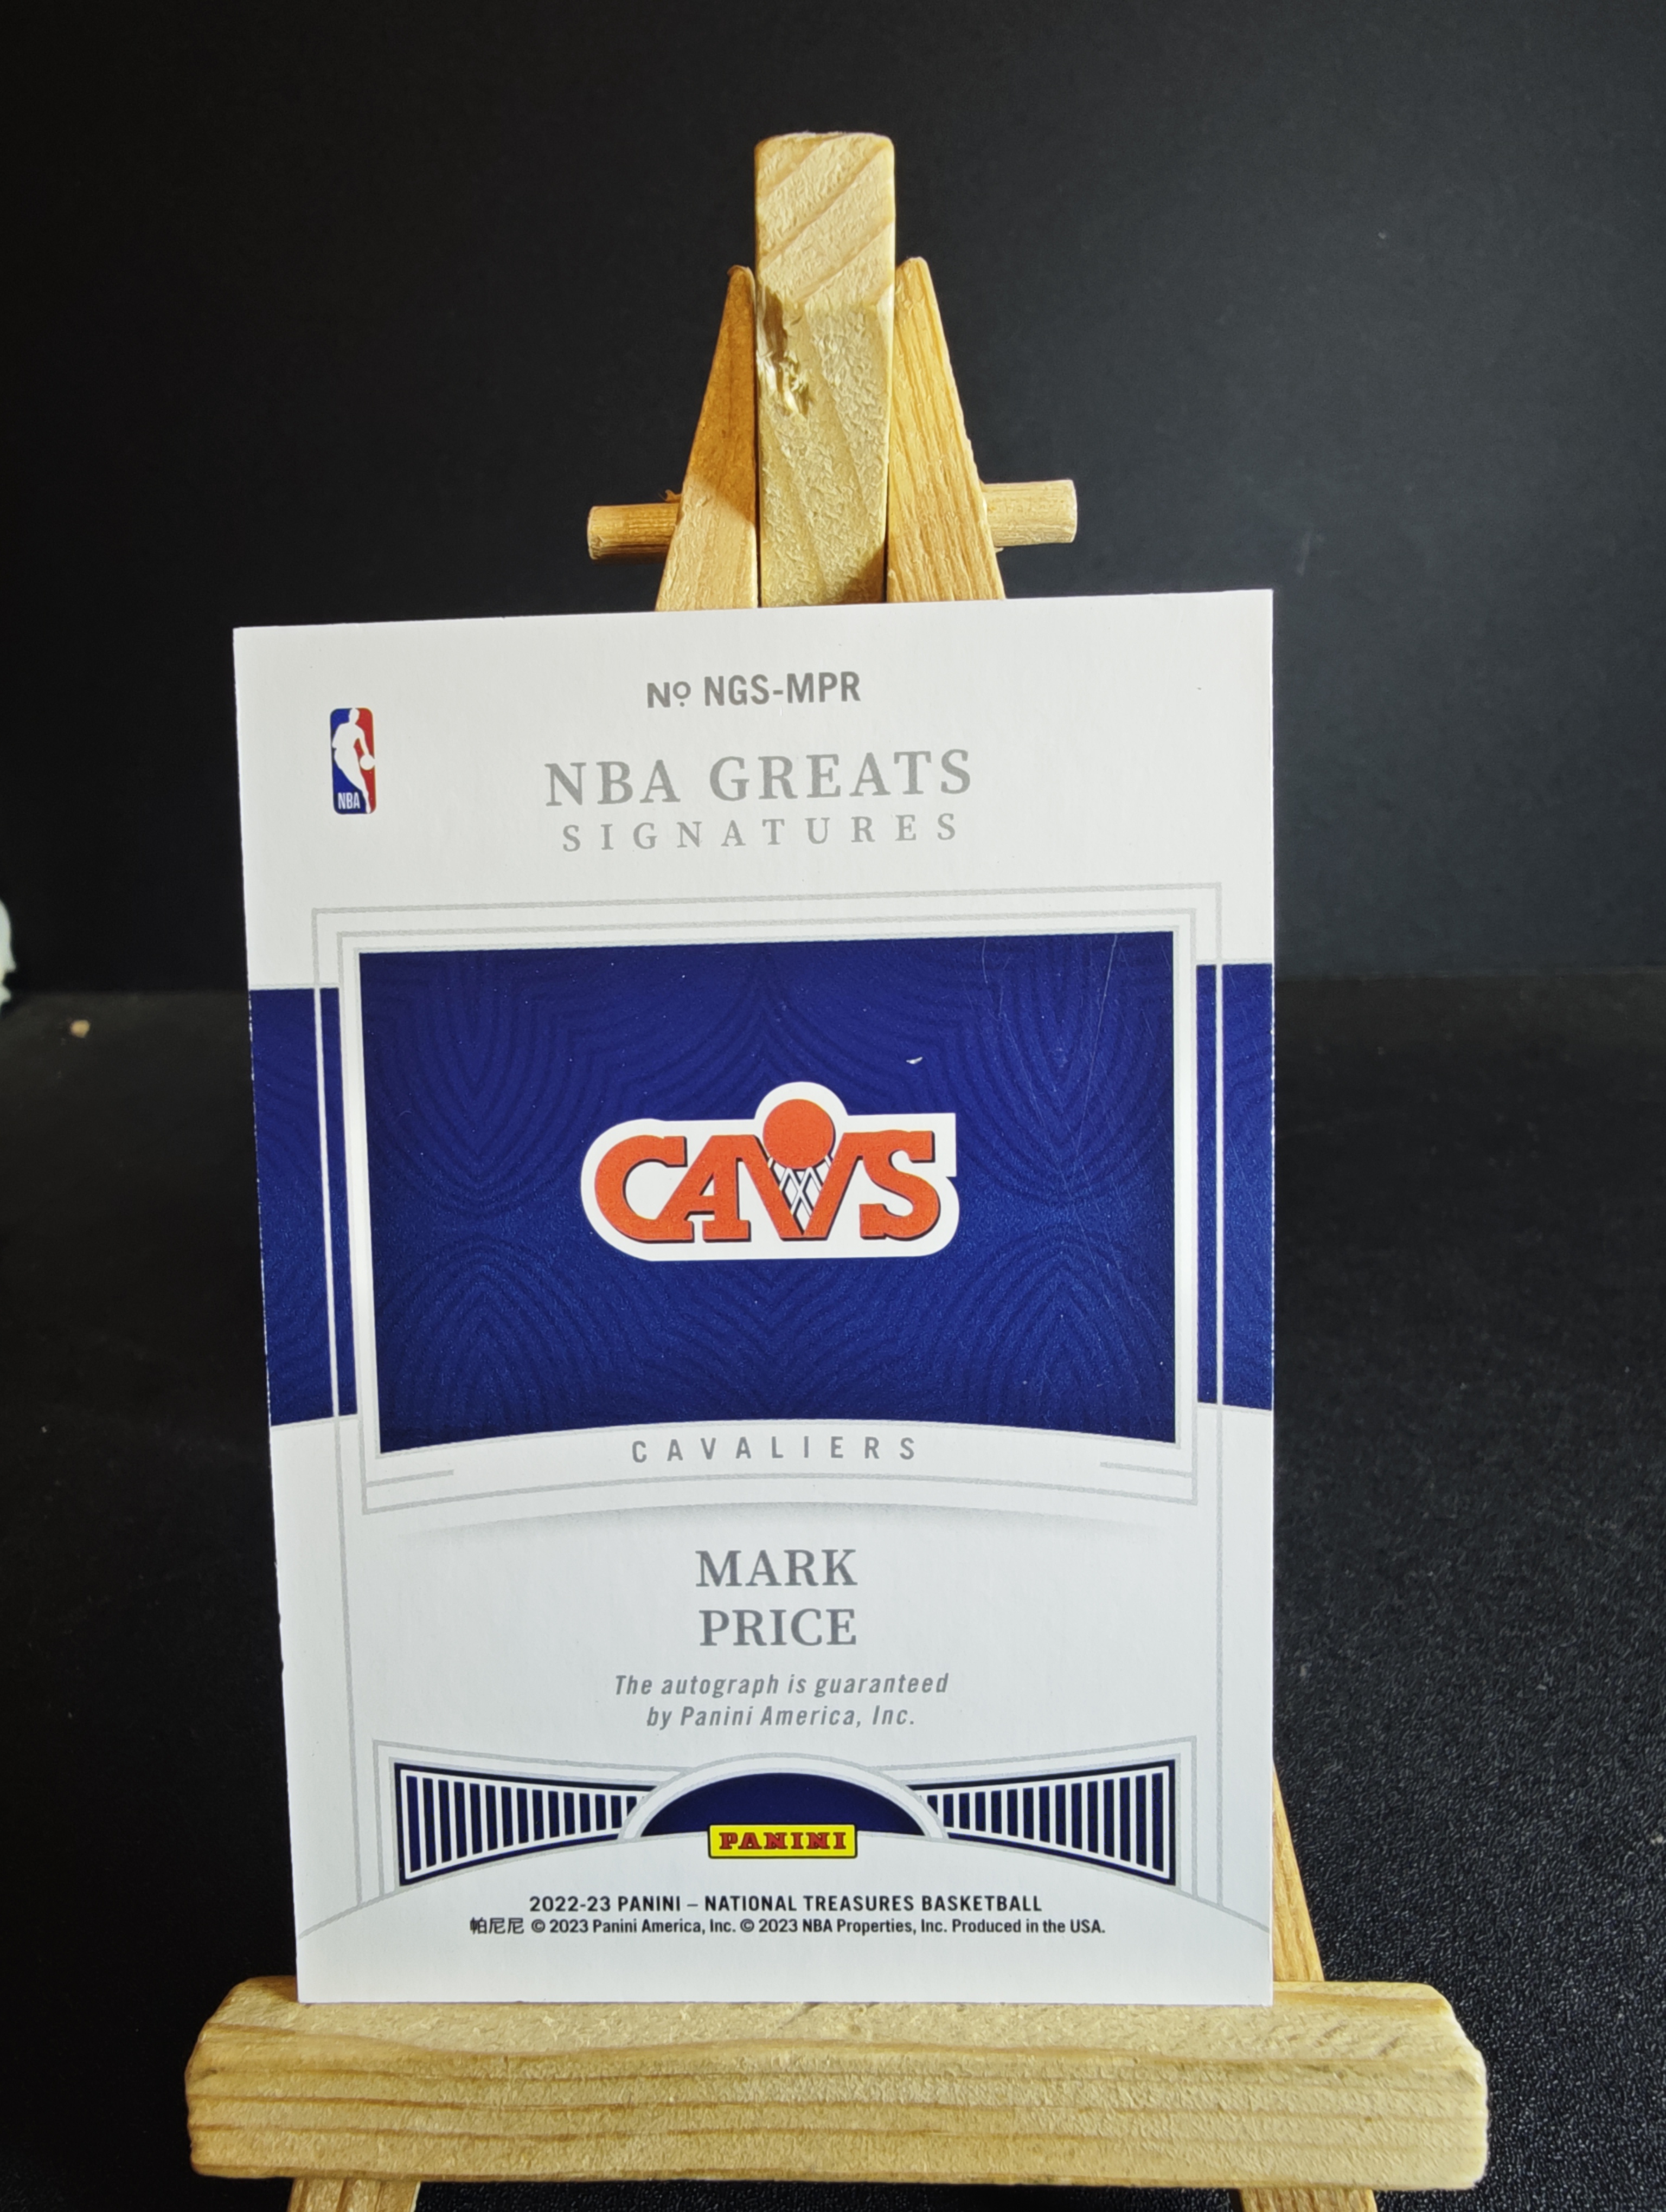 Nº NGS-MPR
NBA
NBA GREATS
SIGNATURES
CAVS
CAVALIERS
MARK
PRICE
The autograph is guaranteed
by Panini America, Inc.
PANINI
2022-23 PANINI – NATIONAL TREASURES BASKETBALL
帕尼尼 © 2023 Panini America, Inc. © 2023 NBA Properties, Inc. Produced in the USA.